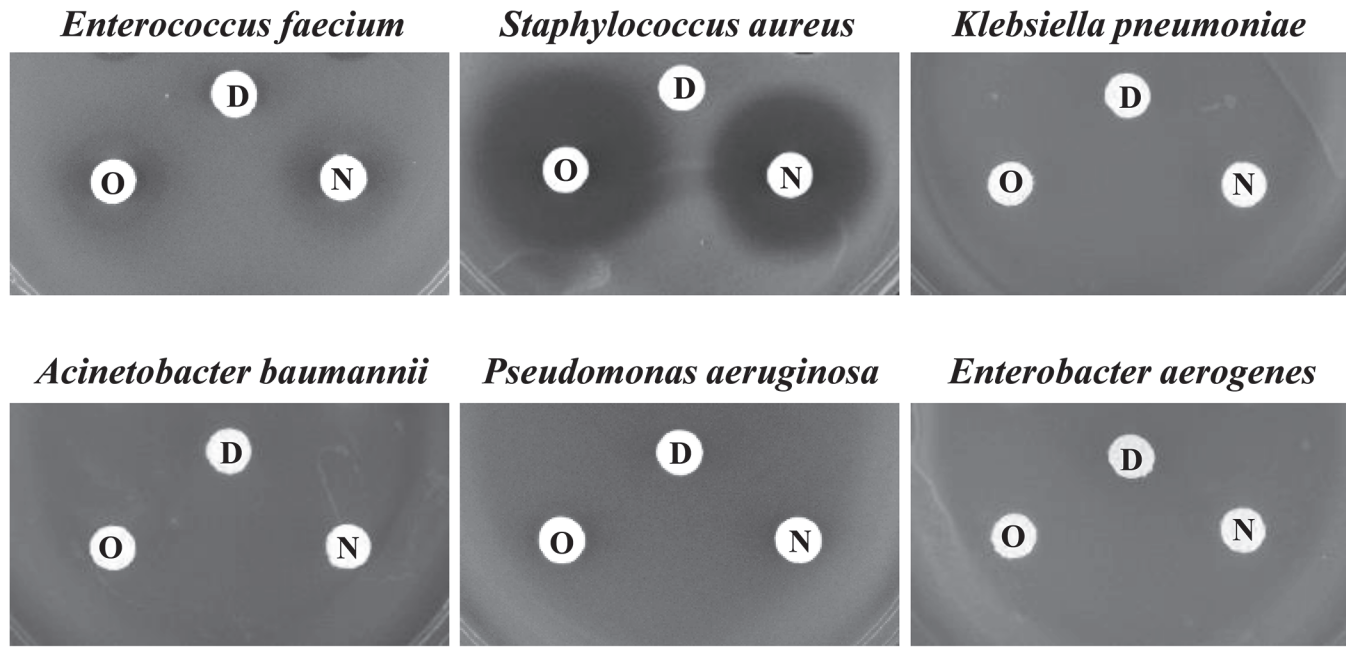 Enterococcus faecium
Staphylococcus aureus
Klebsiella pneumoniae
D
O
N
D
O
N
D
O
N
Acinetobacter baumannii
Pseudomonas aeruginosa
Enterobacter aerogenes
D
O
N
D
O
N
D
O
N